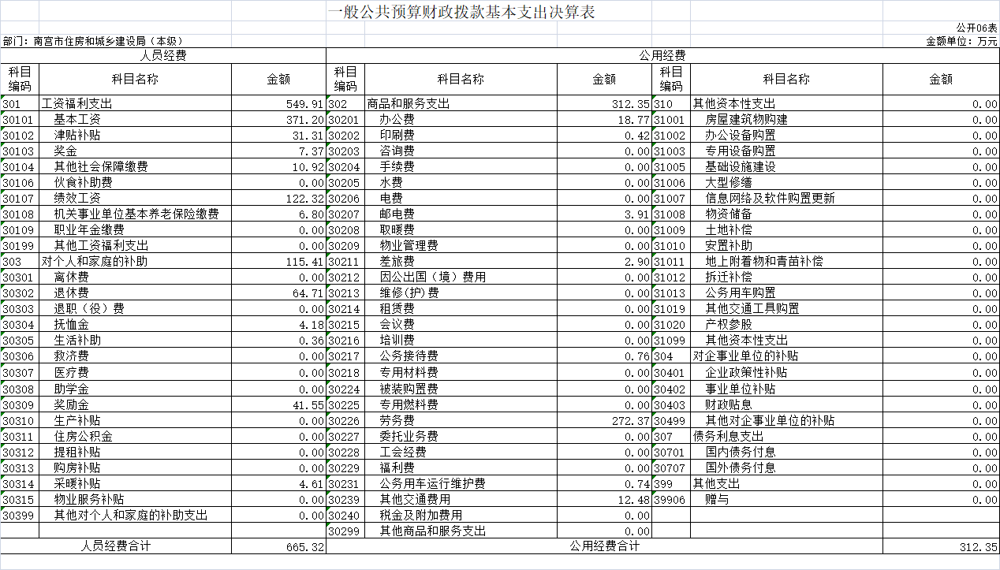 一般公共预算财政拨款基本支出决算表
公开06表
部门：南宫市住房和城乡建设局（本级） 金额单位：万元
人员经费 公用经费
科目编码 科目名称 金额 科目编码 科目名称 金额 科目编码 科目名称 金额
301 工资福利支出 549.91 302 商品和服务支出 312.35 310 其他资本性支出 0.00
30101 基本工资 371.20 30201 办公费 18.77 31001 房屋建筑物购建 0.00
30102 津贴补贴 31.31 30202 印刷费 0.42 31002 办公设备购置 0.00
30103 奖金 7.37 30203 咨询费 0.00 31003 专用设备购置 0.00
30104 其他社会保障缴费 10.92 30204 手续费 0.00 31005 基础设施建设 0.00
30106 伙食补助费 0.00 30205 水费 0.00 31006 大型修缮 0.00
30107 绩效工资 122.32 30206 电费 0.00 31007 信息网络及软件购置更新 0.00
30108 机关事业单位基本养老保险缴费 6.80 30207 邮电费 3.91 31008 物资储备 0.00
30109 职业年金缴费 0.00 30208 取暖费 0.00 31009 土地补偿 0.00
30199 其他工资福利支出 0.00 30209 物业管理费 0.00 31010 安置补助 0.00
303 对个人和家庭的补助 115.41 30211 差旅费 2.90 31011 地上附着物和青苗补偿 0.00
30301 离休费 0.00 30212 因公出国（境）费用 0.00 31012 拆迁补偿 0.00
30302 退休费 64.71 30213 维修(护)费 0.00 31013 公务用车购置 0.00
30303 退职（役）费 0.00 30214 租赁费 0.00 31019 其他交通工具购置 0.00
30304 抚恤金 4.18 30215 会议费 0.00 31020 产权参股 0.00
30305 生活补助 0.36 30216 培训费 0.00 31099 其他资本性支出 0.00
30306 救济费 0.00 30217 公务接待费 0.76 304 对企事业单位的补贴 0.00
30307 医疗费 0.00 30218 专用材料费 0.00 30401 企业政策性补贴 0.00
30308 助学金 0.00 30224 被装购置费 0.00 30402 事业单位补贴 0.00
30309 奖励金 41.55 30225 专用燃料费 0.00 30403 财政贴息 0.00
30310 生产补贴 0.00 30226 劳务费 272.37 30499 其他对企事业单位的补贴 0.00
30311 住房公积金 0.00 30227 委托业务费 0.00 307 债务利息支出 0.00
30312 提租补贴 0.00 30228 工会经费 0.00 30701 国内债务付息 0.00
30313 购房补贴 0.00 30229 福利费 0.00 30707 国外债务付息 0.00
30314 采暖补贴 4.61 30231 公务用车运行维护费 0.74 399 其他支出 0.00
30315 物业服务补贴 0.00 30239 其他交通费用 12.48 39906 赠与 0.00
30399 其他对个人和家庭的补助支出 0.00 30240 税金及附加费用 0.00
30299 其他商品和服务支出 0.00
人员经费合计 665.32 公用经费合计 312.35